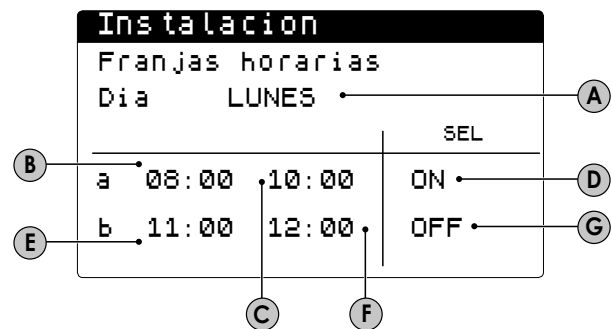 Instalacion
Franjas horarias
Dia LUNES
A
SEL
B
a 08:00 10:00 ON
D
b 11:00 12:00 OFF
E
G
C
F